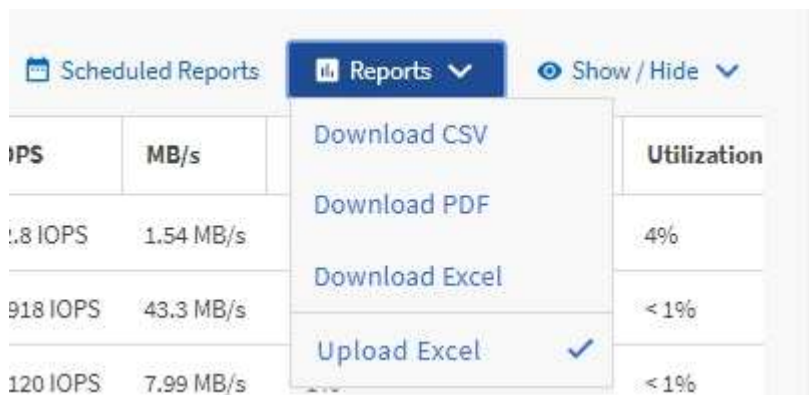 Scheduled Reports Reports Show / Hide
MB/s Utilization
Download CSV
Download PDF
1.54 MB/s 4%
Download Excel
918 IOPS 43.3 MB/s < 1%
Upload Excel
120 IOPS 7.99 MB/s < 1%